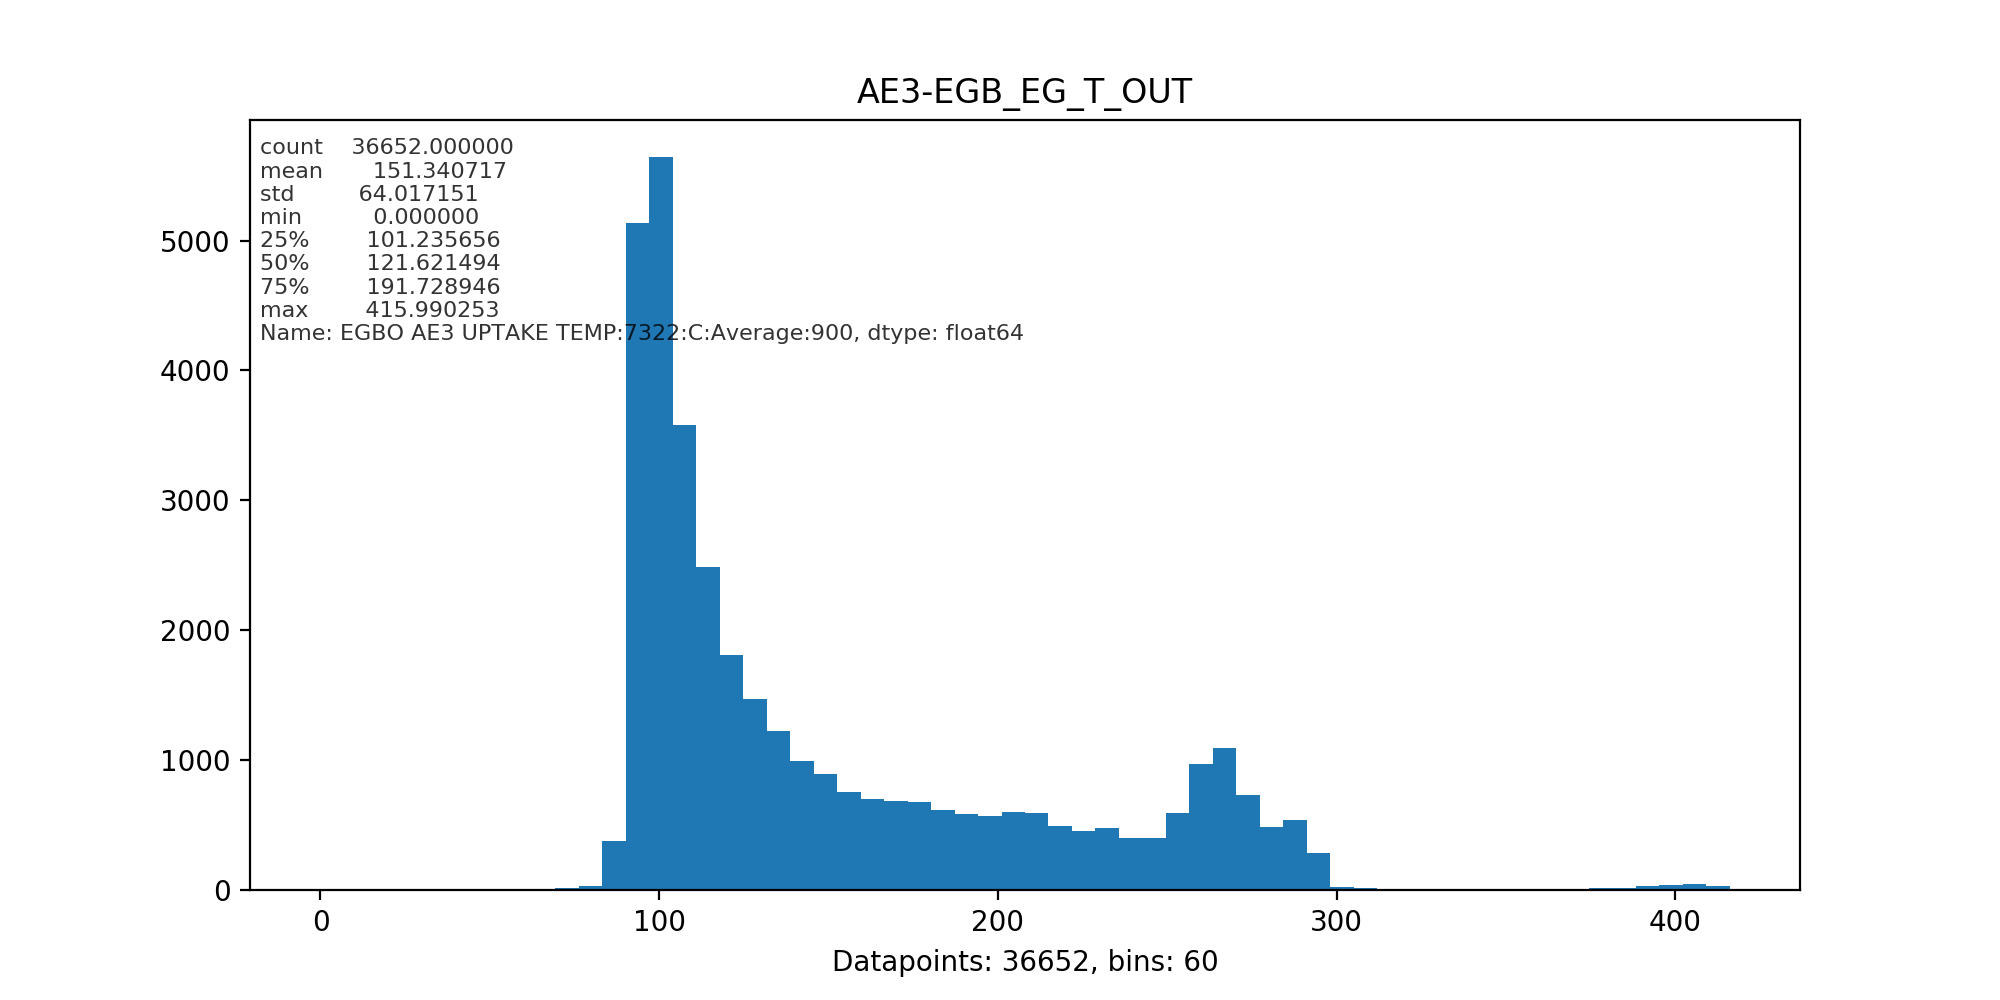 AE3-EGB_EG_T_OUT
count 36652.000000
mean 151.340717
std 64.017151
min 0.000000
25% 101.235656
50% 121.621494
75% 191.728946
max 415.990253
Name: EGBO AE3 UPTAKE TEMP:7322:C:Average:900, dtype: float64
5000
4000
3000
2000
1000
0
0 100 200 300 400
Datapoints: 36652, bins: 60